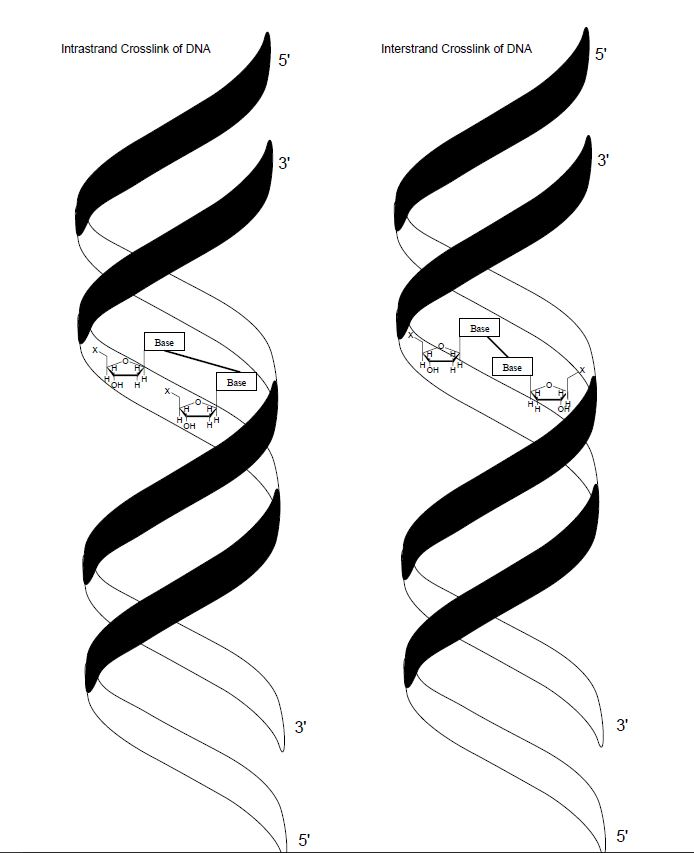 Intrastrand Crosslink of DNA
5'
3'
Base
Base
X
O
H
H
OH
H
H
X
O
H
H
OH
H
H
3'
5'
Interstrand Crosslink of DNA
5'
3'
Base
Base
X
O
H
H
OH
H
H
X
O
H
H
H
H
OH
3'
5'